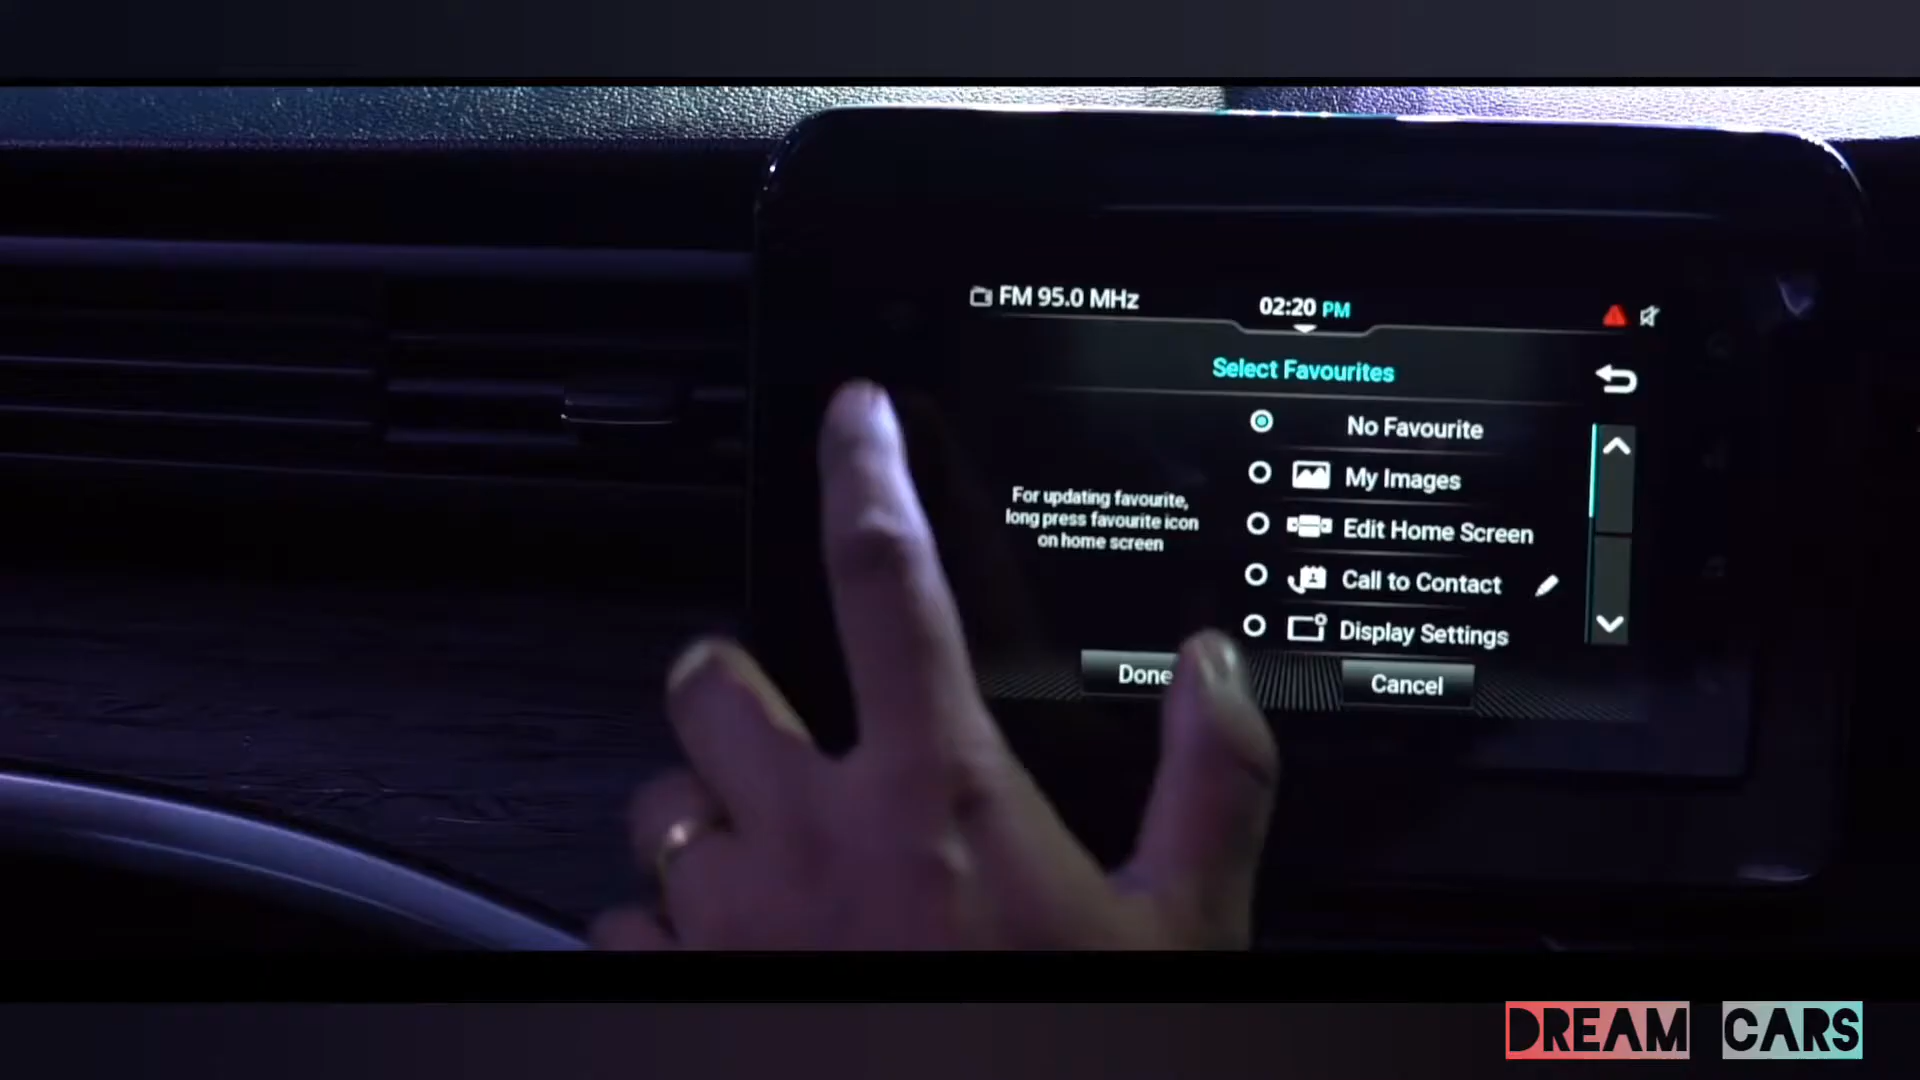 FM 95.0 MHz
02:20 PM
Select Favourites
No Favourite
My Images
For updating favourite,
long press favourite icon
on home screen
Edit Home Screen
Call to Contact
Display Settings
Done
Cancel
DREAM CARS